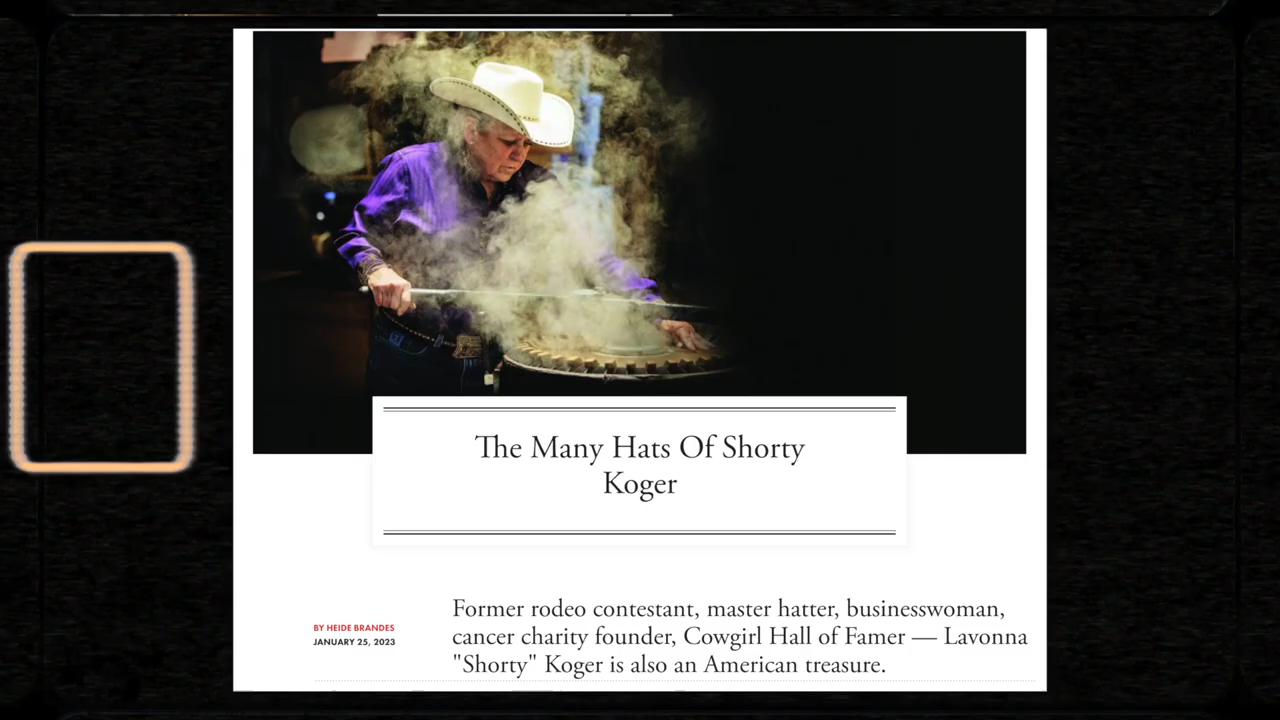 The Many Hats Of Shorty
Koger
BY HEIDE BRANDES
JANUARY 25, 2023
Former rodeo contestant, master hatter, businesswoman,
cancer charity founder, Cowgirl Hall of Famer — Lavonna
"Shorty" Koger is also an American treasure.